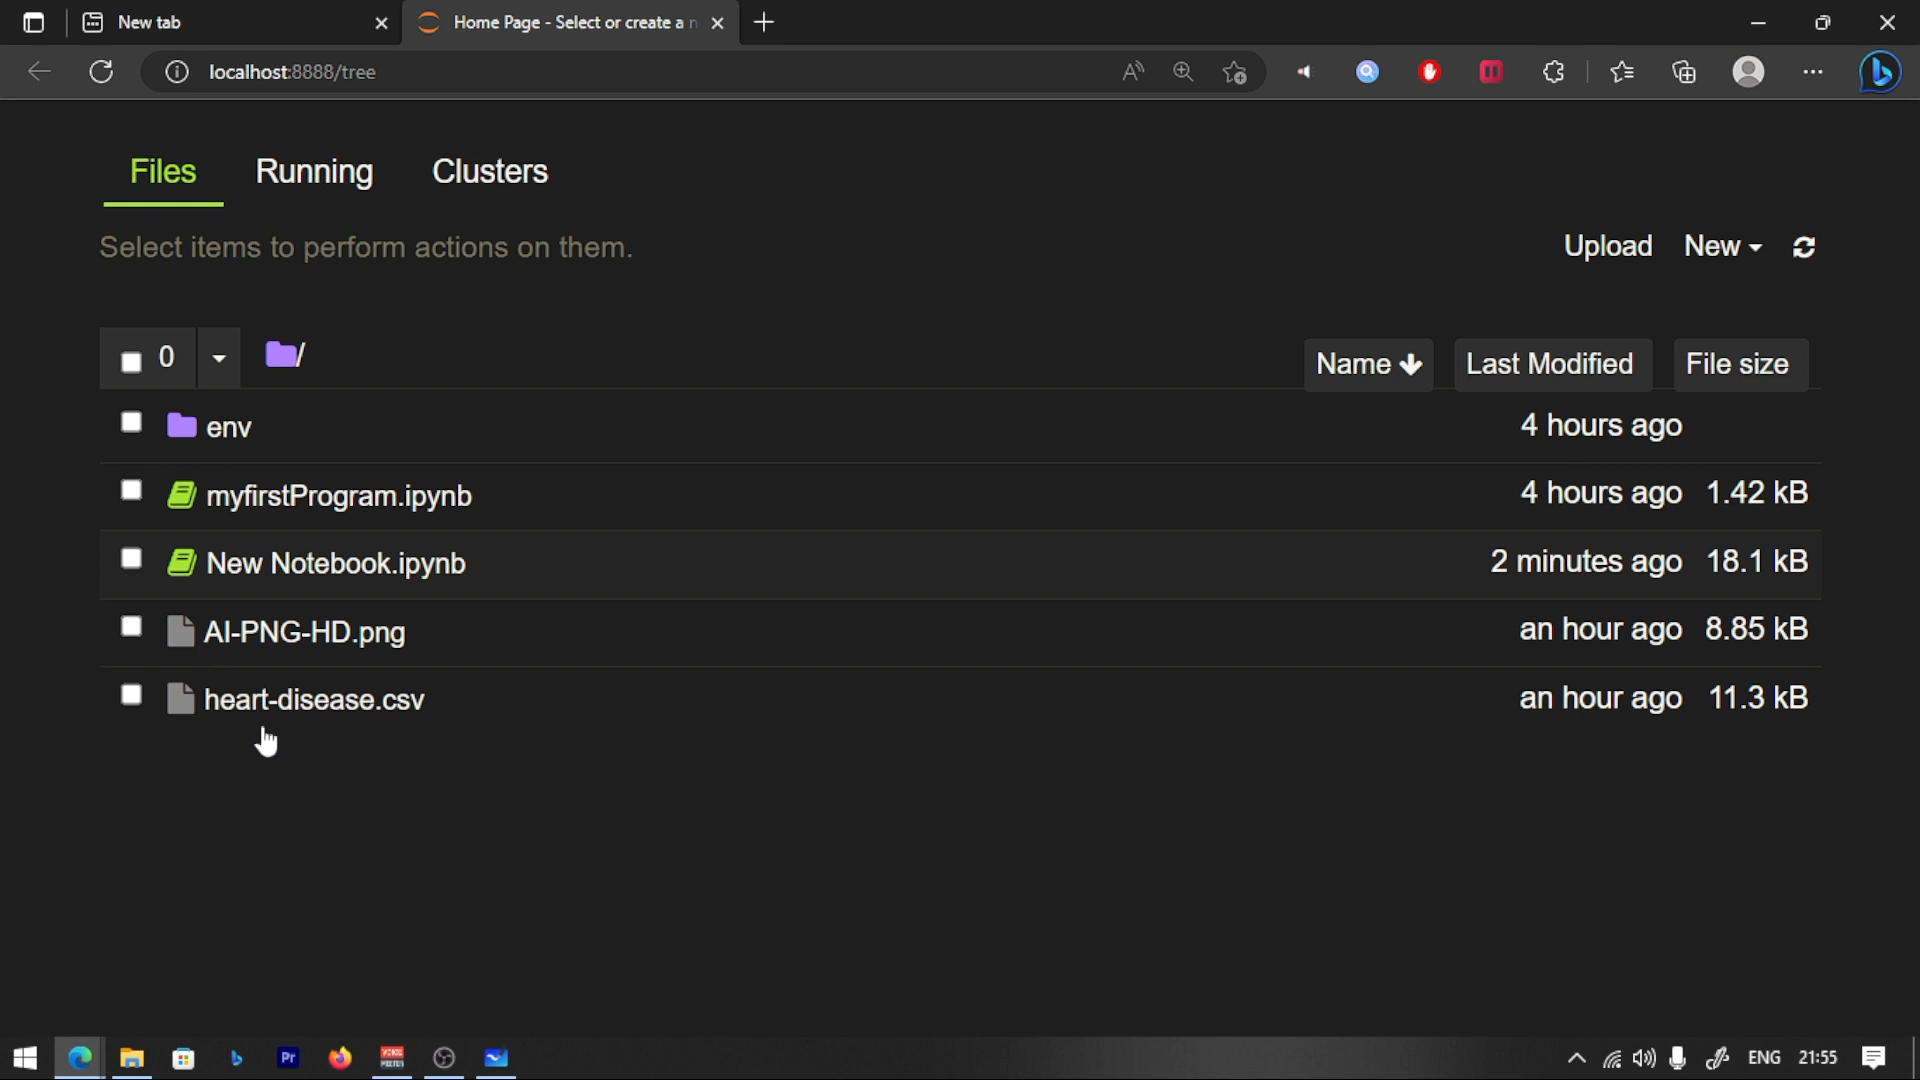 New tab
Home Page - Select or create a n
localhost:8888/tree
Files Running Clusters
Select items to perform actions on them.
Upload New
0 /
Name Last Modified File size
env 4 hours ago
myfirstProgram.ipynb 4 hours ago 1.42 kB
New Notebook.ipynb 2 minutes ago 18.1 kB
AI-PNG-HD.png an hour ago 8.85 kB
heart-disease.csv an hour ago 11.3 kB
Pr
ENG 21:55